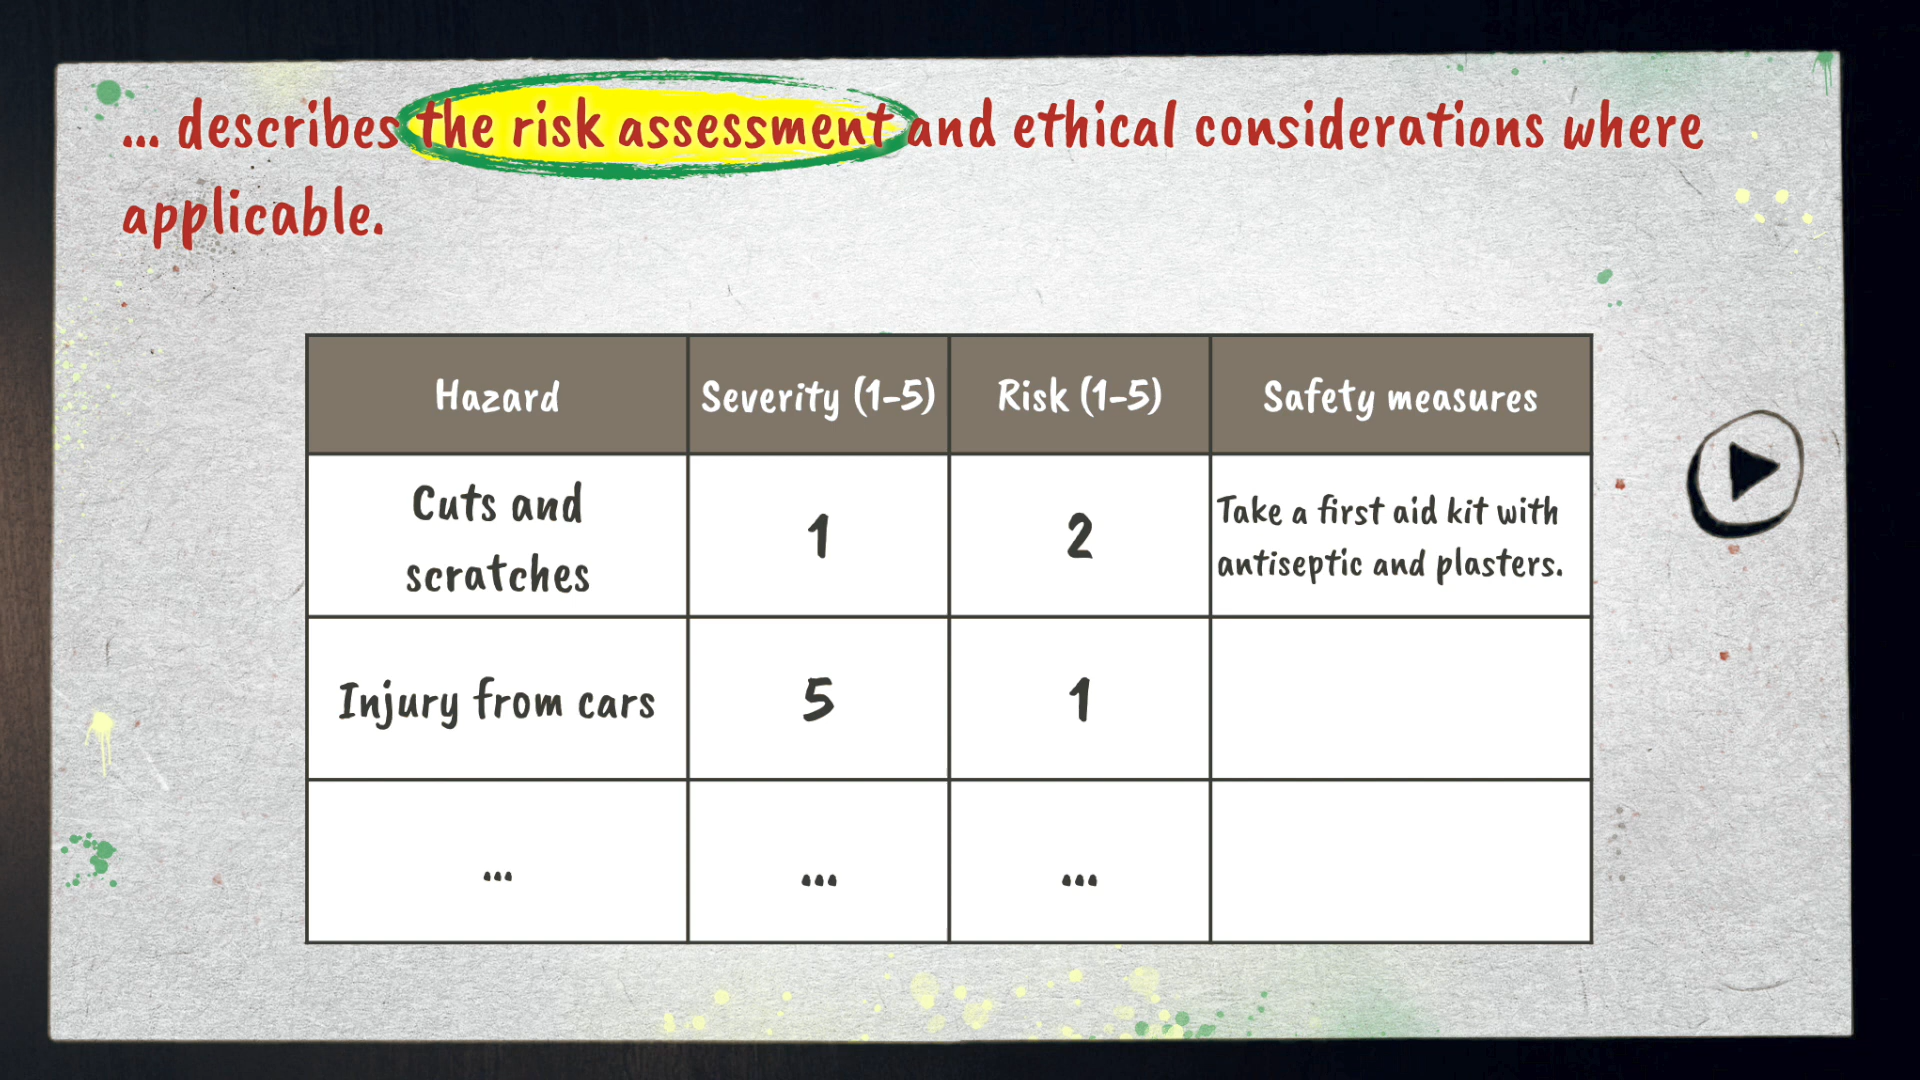 ... describes the risk assessment and ethical considerations where
applicable.
Hazard Severity (1-5) Risk (1-5) Safety measures
Cuts and
scratches
1
2
Take a first aid kit with
antiseptic and plasters.
Injury from cars
5
1
...
...
...